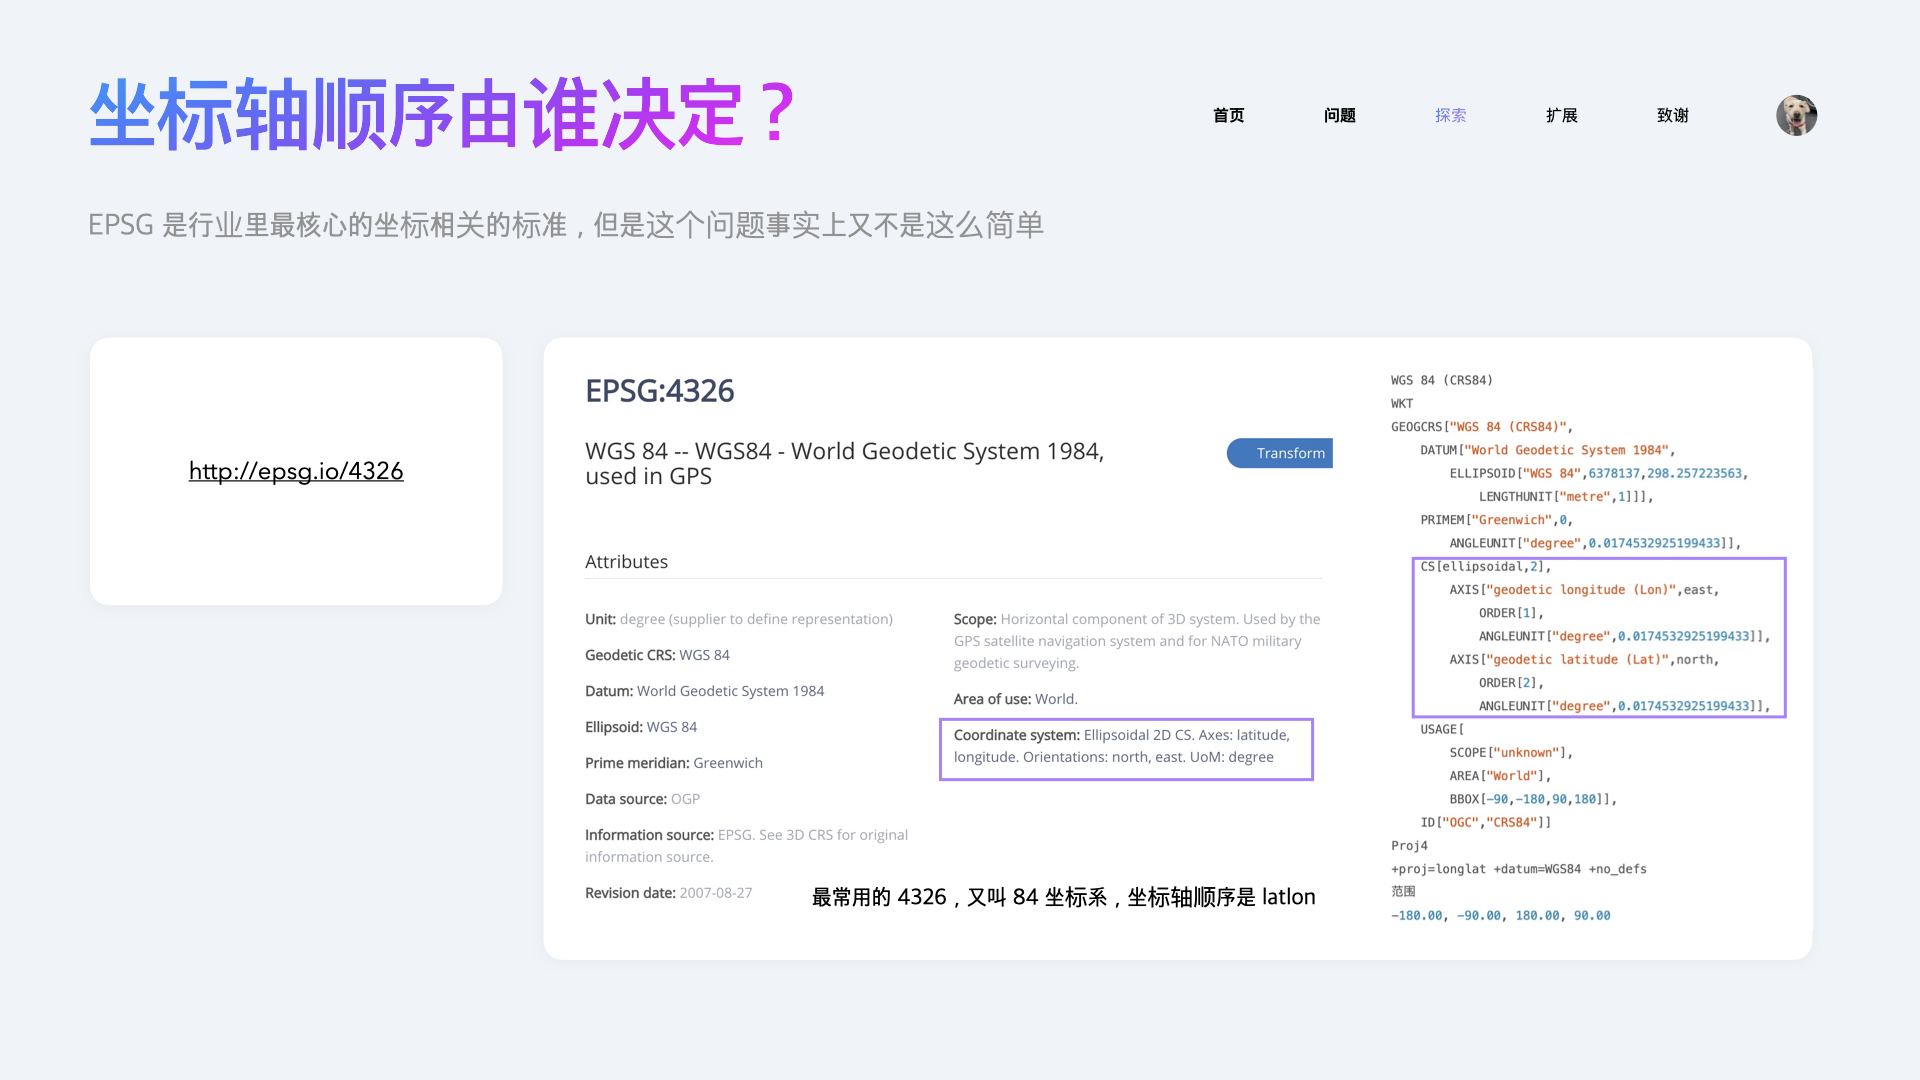 坐标轴顺序由谁决定？
首页
问题
探索
扩展
致谢
EPSG 是行业里最核心的坐标相关的标准，但是这个问题事实上又不是这么简单
http://epsg.io/4326
EPSG:4326
WGS 84 -- WGS84 - World Geodetic System 1984,
used in GPS
Transform
Attributes
Unit: degree (supplier to define representation)
Geodetic CRS: WGS 84
Datum: World Geodetic System 1984
Ellipsoid: WGS 84
Prime meridian: Greenwich
Data source: OGP
Information source: EPSG. See 3D CRS for original
information source.
Revision date: 2007-08-27
Scope: Horizontal component of 3D system. Used by the
GPS satellite navigation system and for NATO military
geodetic surveying.
Area of use: World.
Coordinate system: Ellipsoidal 2D CS. Axes: latitude,
longitude. Orientations: north, east. UoM: degree
最常用的 4326，又叫 84 坐标系，坐标轴顺序是 latlon
WGS 84 (CRS84)
WKT
GEOGCRS["WGS 84 (CRS84)",
DATUM["World Geodetic System 1984",
ELLIPSOID["WGS 84",6378137,298.257223563,
LENGTHUNIT["metre",1]]],
PRIMEM["Greenwich",0,
ANGLEUNIT["degree",0.0174532925199433]],
CS[ellipsoidal,2],
AXIS["geodetic longitude (Lon)",east,
ORDER[1],
ANGLEUNIT["degree",0.0174532925199433]],
AXIS["geodetic latitude (Lat)",north,
ORDER[2],
ANGLEUNIT["degree",0.0174532925199433]],
USAGE[
SCOPE["unknown"],
AREA["World"],
BBOX[-90,-180,90,180]],
ID["OGC","CRS84"]]
Proj4
+proj=longlat +datum=WGS84 +no_defs
范围
-180.00, -90.00, 180.00, 90.00